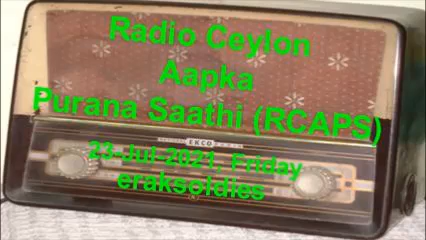 Radio Ceylon
Aapka
Purana Saathi (RCAPS)
EKCO
23-Jul-2021, Friday
eraksoldies